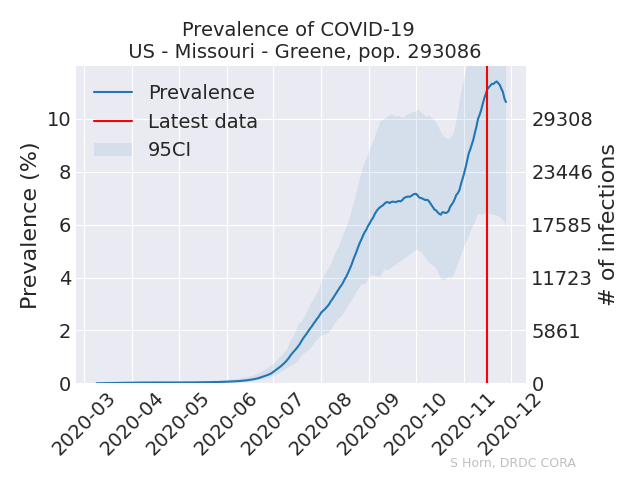 Prevalence of COVID-19
US - Missouri - Greene, pop. 293086
Prevalence
Latest data
95CI
Prevalence (%)
10
8
6
4
2
0
29308
23446
17585
11723
5861
0
# of infections
2020-03
2020-04
2020-05
2020-06
2020-07
2020-08
2020-09
2020-10
2020-11
2020-12
S Horn, DRDC CORA